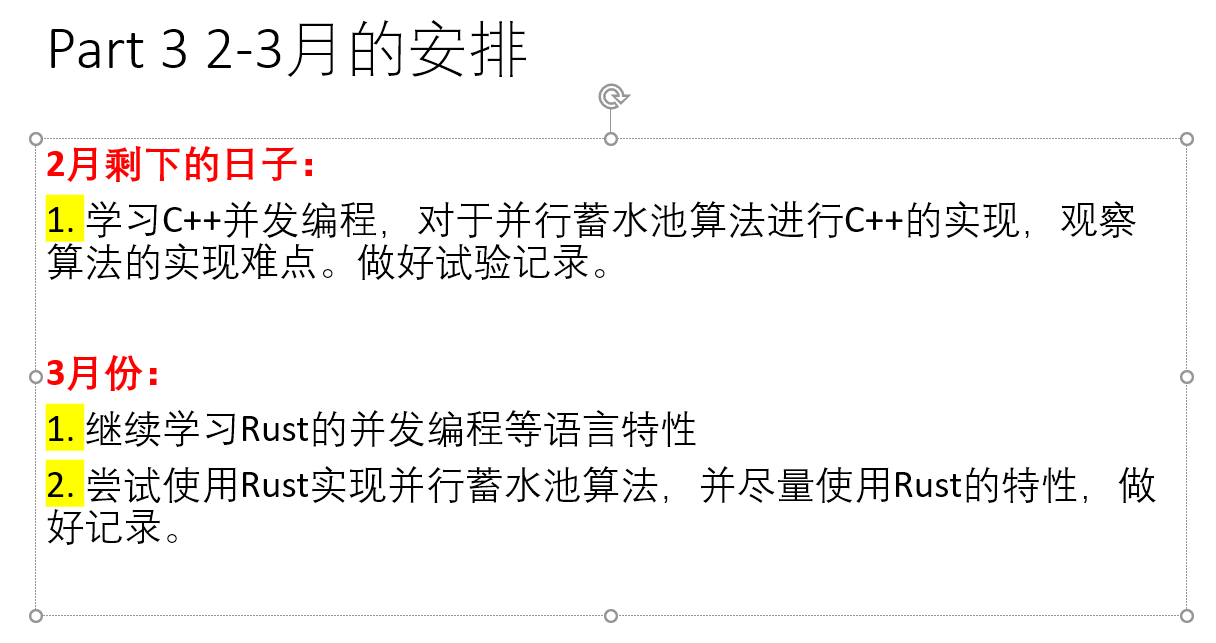 Part 3 2-3月的安排
2月剩下的日子：
1. 学习C++并发编程，对于并行蓄水池算法进行C++的实现，观察
算法的实现难点。做好试验记录。
3月份：
1. 继续学习Rust的并发编程等语言特性
2. 尝试使用Rust实现并行蓄水池算法，并尽量使用Rust的特性，做
好记录。